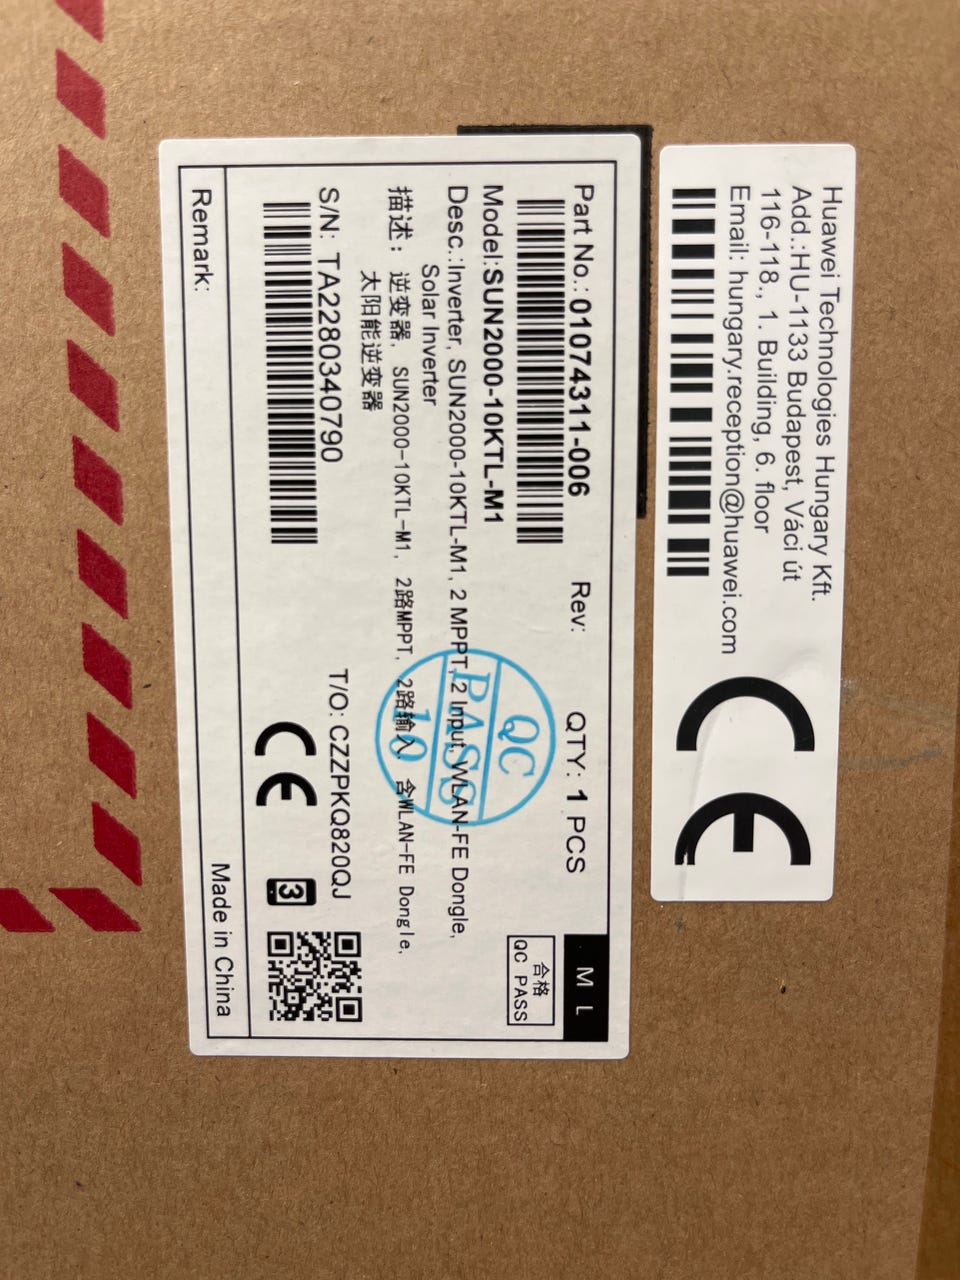 Huawei Technologies Hungary Kft.
Add.:HU-1133 Budapest, Váci út
116-118., 1. Building, 6. floor
Email: hungary.reception@huawei.com
CE
Part No.: 01074311-006 Rev: QTY: 1 PCS
M L
Model:SUN2000-10KTL-M1
合格
QC PASS
Desc.:Inverter, SUN2000-10KTL-M1, 2 MPPT, 2 Input, WLAN-FE Dongle,
Solar Inverter
描述: 逆变器, SUN2000-10KTL-M1, 2路MPPT, 2路输入, 含WLAN-FE Dongle,
太阳能逆变器
QC
PASS
10
S/N: TA2280340790 T/O: CZZPKQ820QJ
CE
3
Remark: Made in China